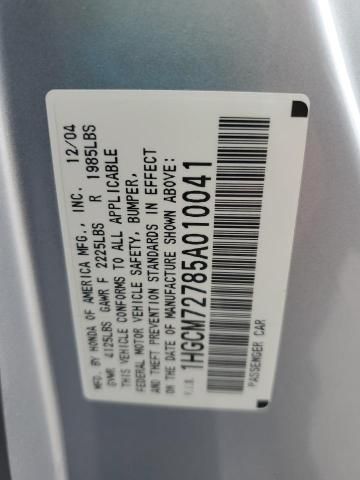 MFD. BY HONDA OF AMERICA MFG., INC. 12/04
GVWR 4125LBS GAWR F 2225LBS R 1985LBS
THIS VEHICLE CONFORMS TO ALL APPLICABLE
FEDERAL MOTOR VEHICLE SAFETY, BUMPER,
AND THEFT PREVENTION STANDARDS IN EFFECT
ON THE DATE OF MANUFACTURE SHOWN ABOVE:
V.I.N. 1HGCM72785A010041
PASSENGER CAR